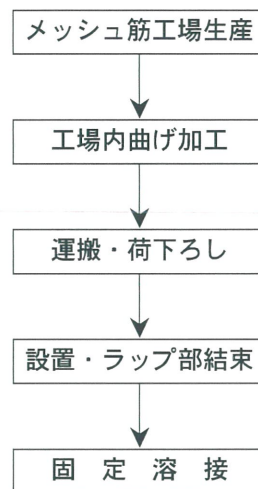 メッシュ筋工場生産
工場内曲げ加工
運搬・荷下ろし
設置・ラップ部結束
固　定　溶　接